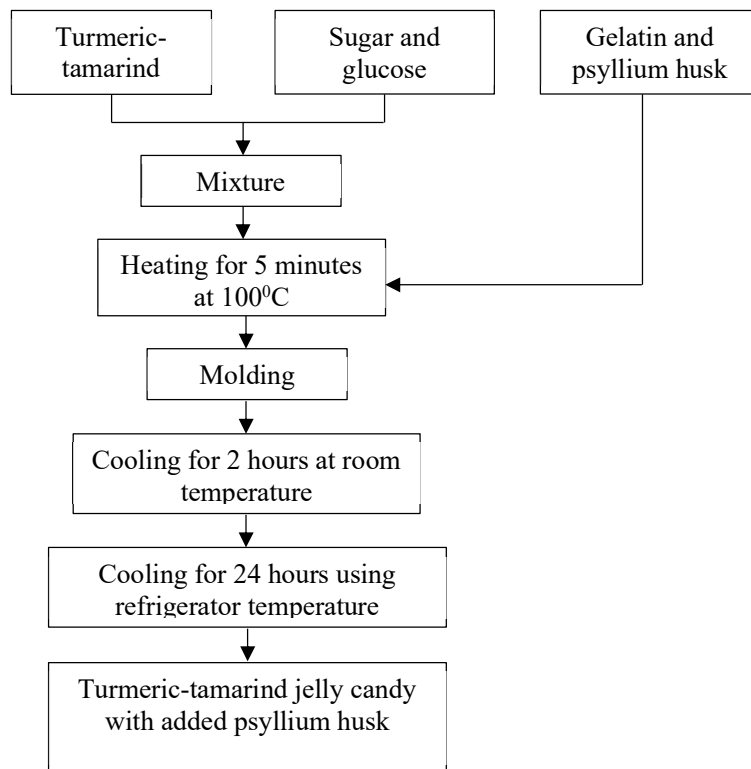 Turmeric-
tamarind
Sugar and
glucose
Gelatin and
psyllium husk
Mixture
Heating for 5 minutes
at 100⁰C
Molding
Cooling for 2 hours at room
temperature
Cooling for 24 hours using
refrigerator temperature
Turmeric-tamarind jelly candy
with added psyllium husk